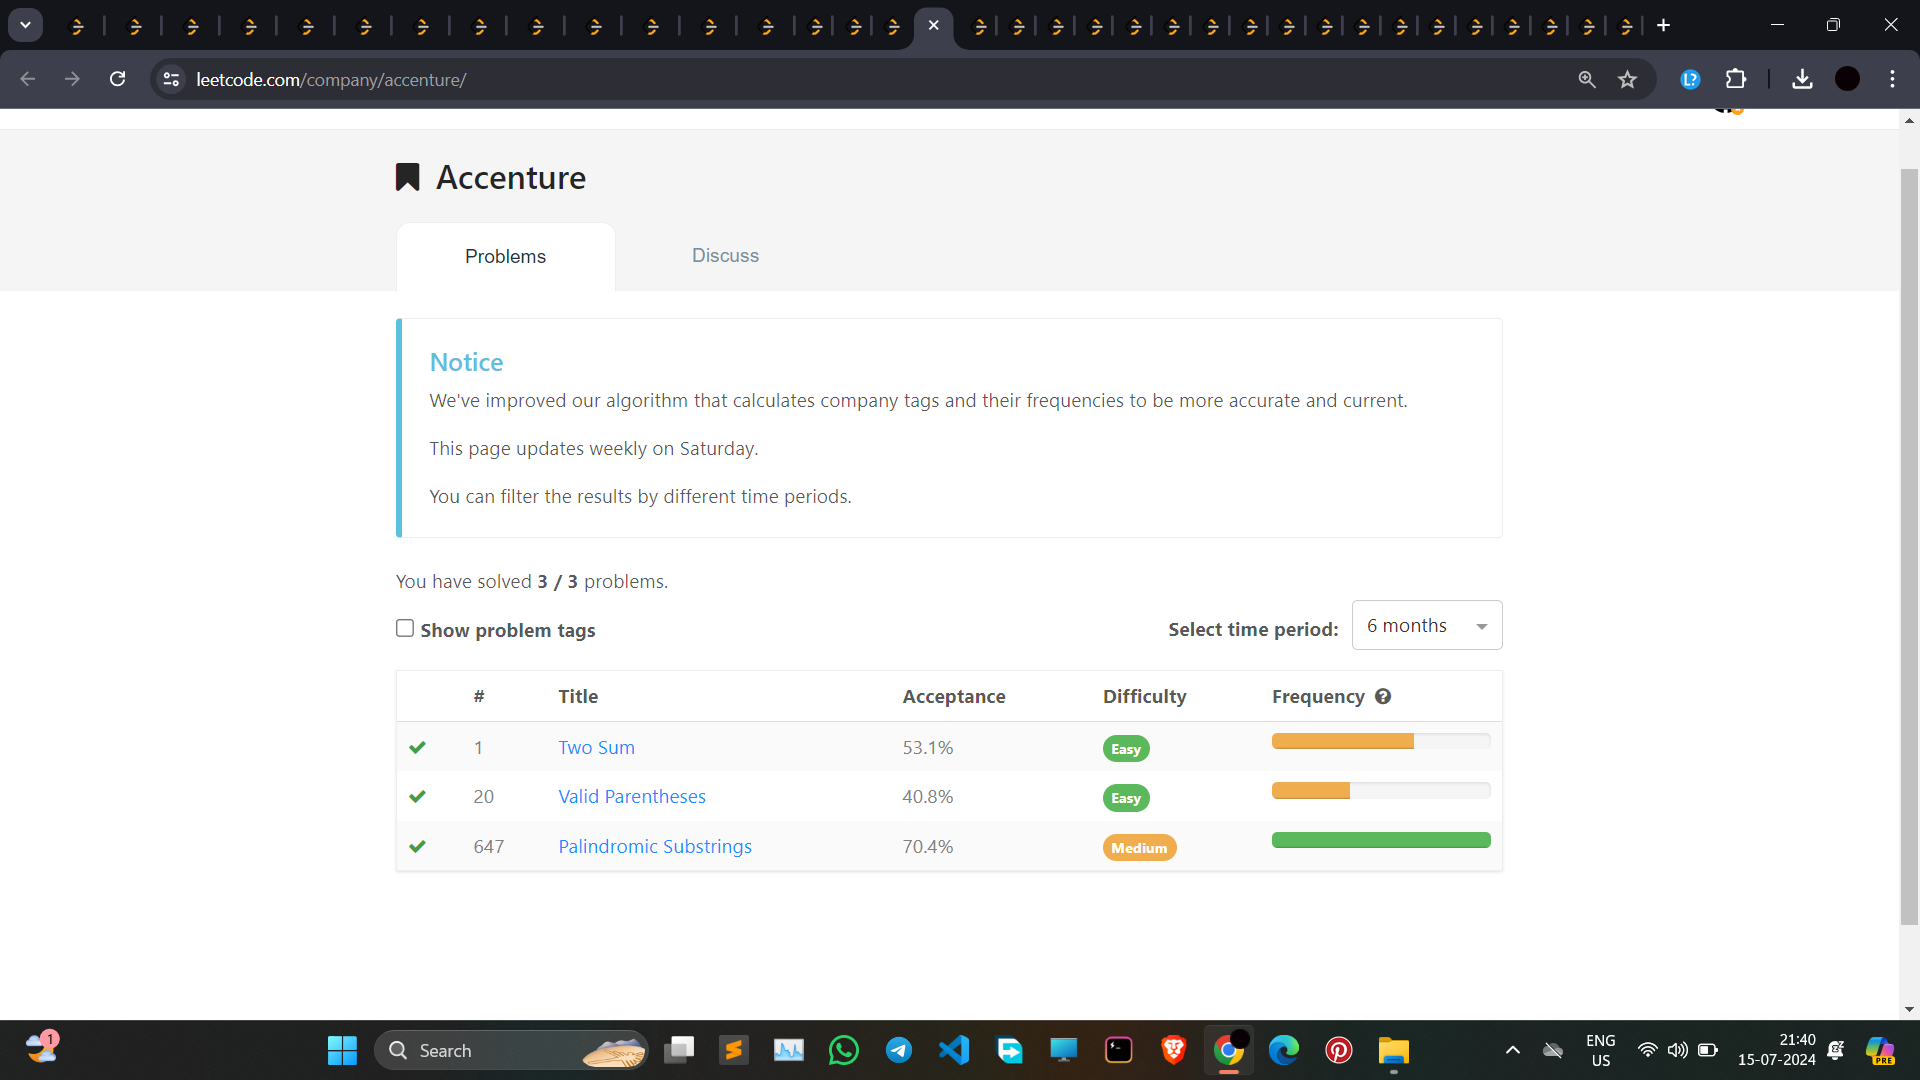 leetcode.com/company/accenture/
L?
Accenture
Problems
Discuss
Notice
We've improved our algorithm that calculates company tags and their frequencies to be more accurate and current.
This page updates weekly on Saturday.
You can filter the results by different time periods.
You have solved 3 / 3 problems.
Show problem tags
Select time period: 6 months
# Title Acceptance Difficulty Frequency ?
1 Two Sum 53.1% Easy
20 Valid Parentheses 40.8% Easy
647 Palindromic Substrings 70.4% Medium
1
Search
ENG
US
21:40
15-07-2024
PRE